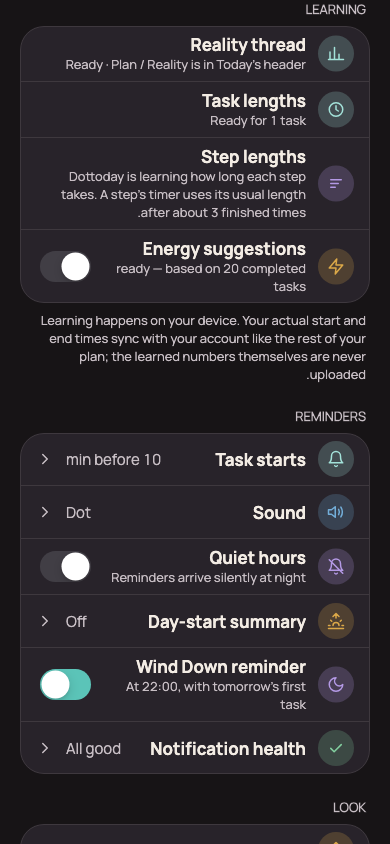 LEARNING
Reality thread
Ready · Plan / Reality is in Today's header
Task lengths
Ready for 1 task
Step lengths
Dottoday is learning how long each step
takes. A step's timer uses its usual length
.after about 3 finished times
Energy suggestions
ready — based on 20 completed
tasks
Learning happens on your device. Your actual start and
end times sync with your account like the rest of your
plan; the learned numbers themselves are never
.uploaded
REMINDERS
Task starts
min before 10
Sound
Dot
Quiet hours
Reminders arrive silently at night
Day-start summary
Off
Wind Down reminder
At 22:00, with tomorrow's first
task
Notification health
All good
LOOK